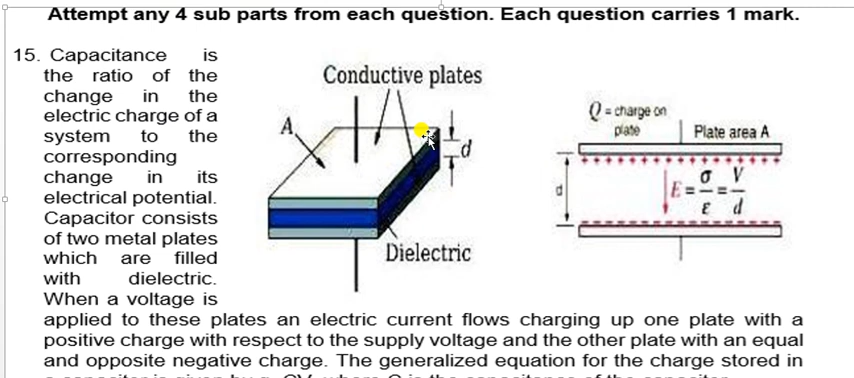 Attempt any 4 sub parts from each question. Each question carries 1 mark.
15. Capacitance is
the ratio of the
change in the
electric charge of a
system to the
corresponding
change in its
electrical potential.
Capacitor consists
of two metal plates
which are filled
with dielectric.
When a voltage is
applied to these plates an electric current flows charging up one plate with a
positive charge with respect to the supply voltage and the other plate with an equal
and opposite negative charge. The generalized equation for the charge stored in
Conductive plates
A
d
Dielectric
Q = charge on
plate
Plate area A
d
E = σ/ε = V/d